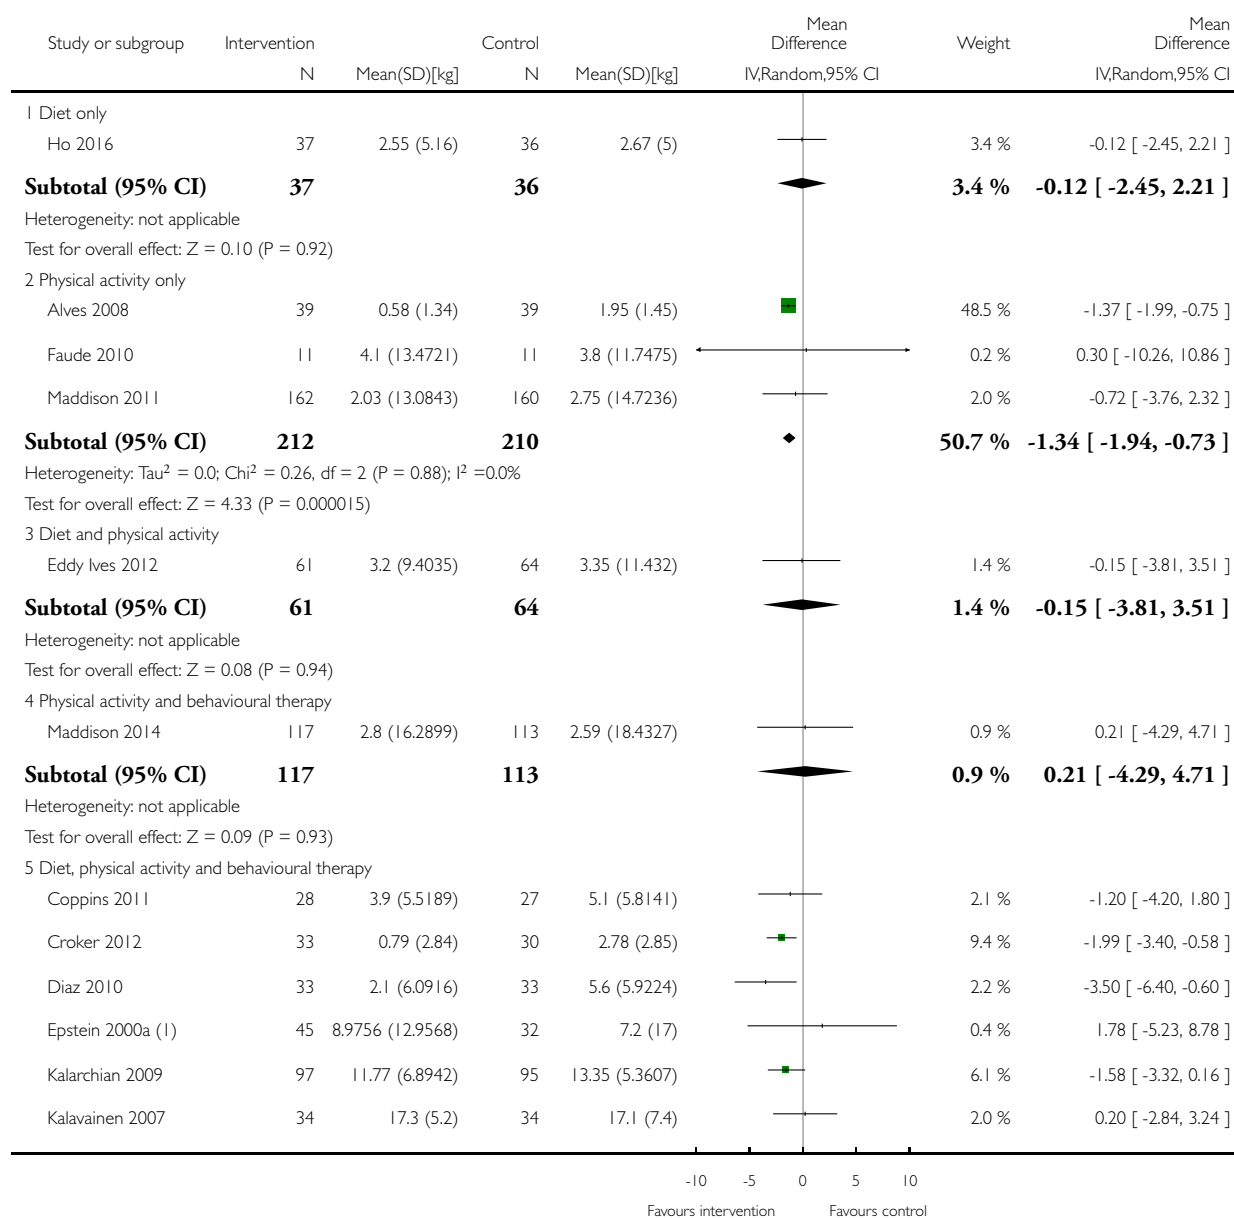 Study or subgroup Intervention Control Mean Difference Weight Mean Difference
N Mean(SD)[kg] N Mean(SD)[kg] IV,Random,95% CI IV,Random,95% CI
1 Diet only
Ho 2016 37 2.55 (5.16) 36 2.67 (5) 3.4 % -0.12 [ -2.45, 2.21 ]
Subtotal (95% CI) 37 36 3.4 % -0.12 [ -2.45, 2.21 ]
Heterogeneity: not applicable
Test for overall effect: Z = 0.10 (P = 0.92)
2 Physical activity only
Alves 2008 39 0.58 (1.34) 39 1.95 (1.45) 48.5 % -1.37 [ -1.99, -0.75 ]
Faude 2010 11 4.1 (13.4721) 11 3.8 (11.7475) 0.2 % 0.30 [ -10.26, 10.86 ]
Maddison 2011 162 2.03 (13.0843) 160 2.75 (14.7236) 2.0 % -0.72 [ -3.76, 2.32 ]
Subtotal (95% CI) 212 210 50.7 % -1.34 [ -1.94, -0.73 ]
Heterogeneity: Tau² = 0.0; Chi² = 0.26, df = 2 (P = 0.88); I² =0.0%
Test for overall effect: Z = 4.33 (P = 0.000015)
3 Diet and physical activity
Eddy Ives 2012 61 3.2 (9.4035) 64 3.35 (11.432) 1.4 % -0.15 [ -3.81, 3.51 ]
Subtotal (95% CI) 61 64 1.4 % -0.15 [ -3.81, 3.51 ]
Heterogeneity: not applicable
Test for overall effect: Z = 0.08 (P = 0.94)
4 Physical activity and behavioural therapy
Maddison 2014 117 2.8 (16.2899) 113 2.59 (18.4327) 0.9 % 0.21 [ -4.29, 4.71 ]
Subtotal (95% CI) 117 113 0.9 % 0.21 [ -4.29, 4.71 ]
Heterogeneity: not applicable
Test for overall effect: Z = 0.09 (P = 0.93)
5 Diet, physical activity and behavioural therapy
Coppins 2011 28 3.9 (5.5189) 27 5.1 (5.8141) 2.1 % -1.20 [ -4.20, 1.80 ]
Croker 2012 33 0.79 (2.84) 30 2.78 (2.85) 9.4 % -1.99 [ -3.40, -0.58 ]
Diaz 2010 33 2.1 (6.0916) 33 5.6 (5.9224) 2.2 % -3.50 [ -6.40, -0.60 ]
Epstein 2000a (1) 45 8.9756 (12.9568) 32 7.2 (17) 0.4 % 1.78 [ -5.23, 8.78 ]
Kalarchian 2009 97 11.77 (6.8942) 95 13.35 (5.3607) 6.1 % -1.58 [ -3.32, 0.16 ]
Kalavainen 2007 34 17.3 (5.2) 34 17.1 (7.4) 2.0 % 0.20 [ -2.84, 3.24 ]
-10 -5 0 5 10
Favours intervention Favours control